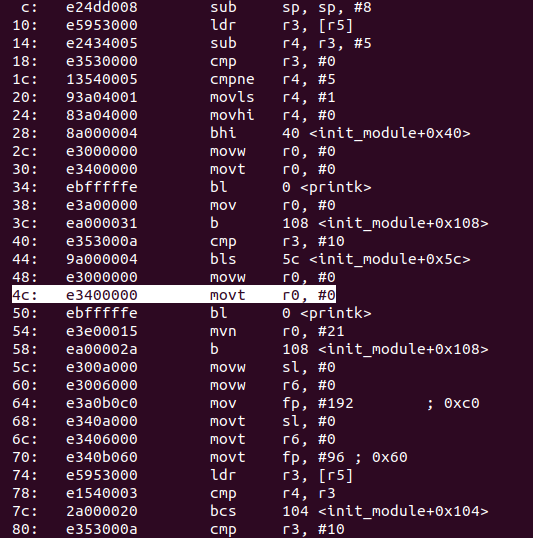 c: e24dd008 sub sp, sp, #8
10: e5953000 ldr r3, [r5]
14: e2434005 sub r4, r3, #5
18: e3530000 cmp r3, #0
1c: 13540005 cmpne r4, #5
20: 93a04001 movls r4, #1
24: 83a04000 movhi r4, #0
28: 8a000004 bhi 40 <init_module+0x40>
2c: e3000000 movw r0, #0
30: e3400000 movt r0, #0
34: ebfffffe bl 0 <printk>
38: e3a00000 mov r0, #0
3c: ea000031 b 108 <init_module+0x108>
40: e353000a cmp r3, #10
44: 9a000004 bls 5c <init_module+0x5c>
48: e3000000 movw r0, #0
4c: e3400000 movt r0, #0
50: ebfffffe bl 0 <printk>
54: e3e00015 mvn r0, #21
58: ea00002a b 108 <init_module+0x108>
5c: e300a000 movw sl, #0
60: e3006000 movw r6, #0
64: e3a0b0c0 mov fp, #192 ; 0xc0
68: e340a000 movt sl, #0
6c: e3406000 movt r6, #0
70: e340b060 movt fp, #96 ; 0x60
74: e5953000 ldr r3, [r5]
78: e1540003 cmp r4, r3
7c: 2a000020 bcs 104 <init_module+0x104>
80: e353000a cmp r3, #10